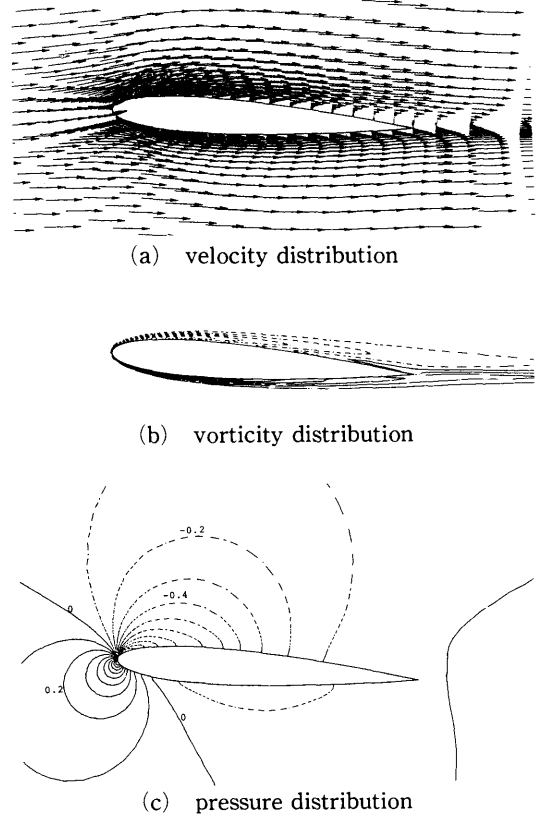 (a) velocity distribution
(b) vorticity distribution
-0.2
-0.4
0
0.2
0
(c) pressure distribution